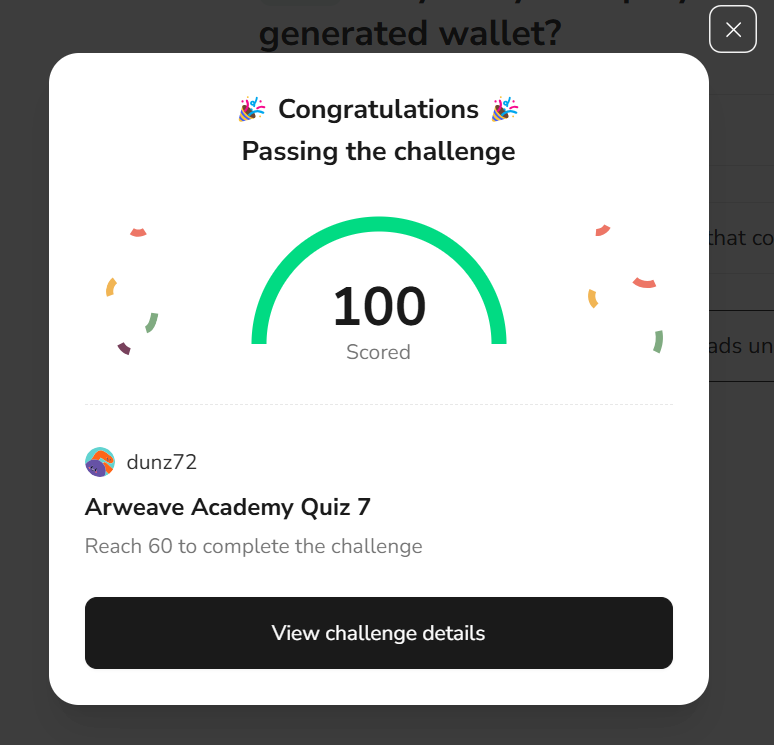 generated wallet?
🎉 Congratulations 🎉
Passing the challenge
that co
100
Scored
ads un
dunz72
Arweave Academy Quiz 7
Reach 60 to complete the challenge
View challenge details